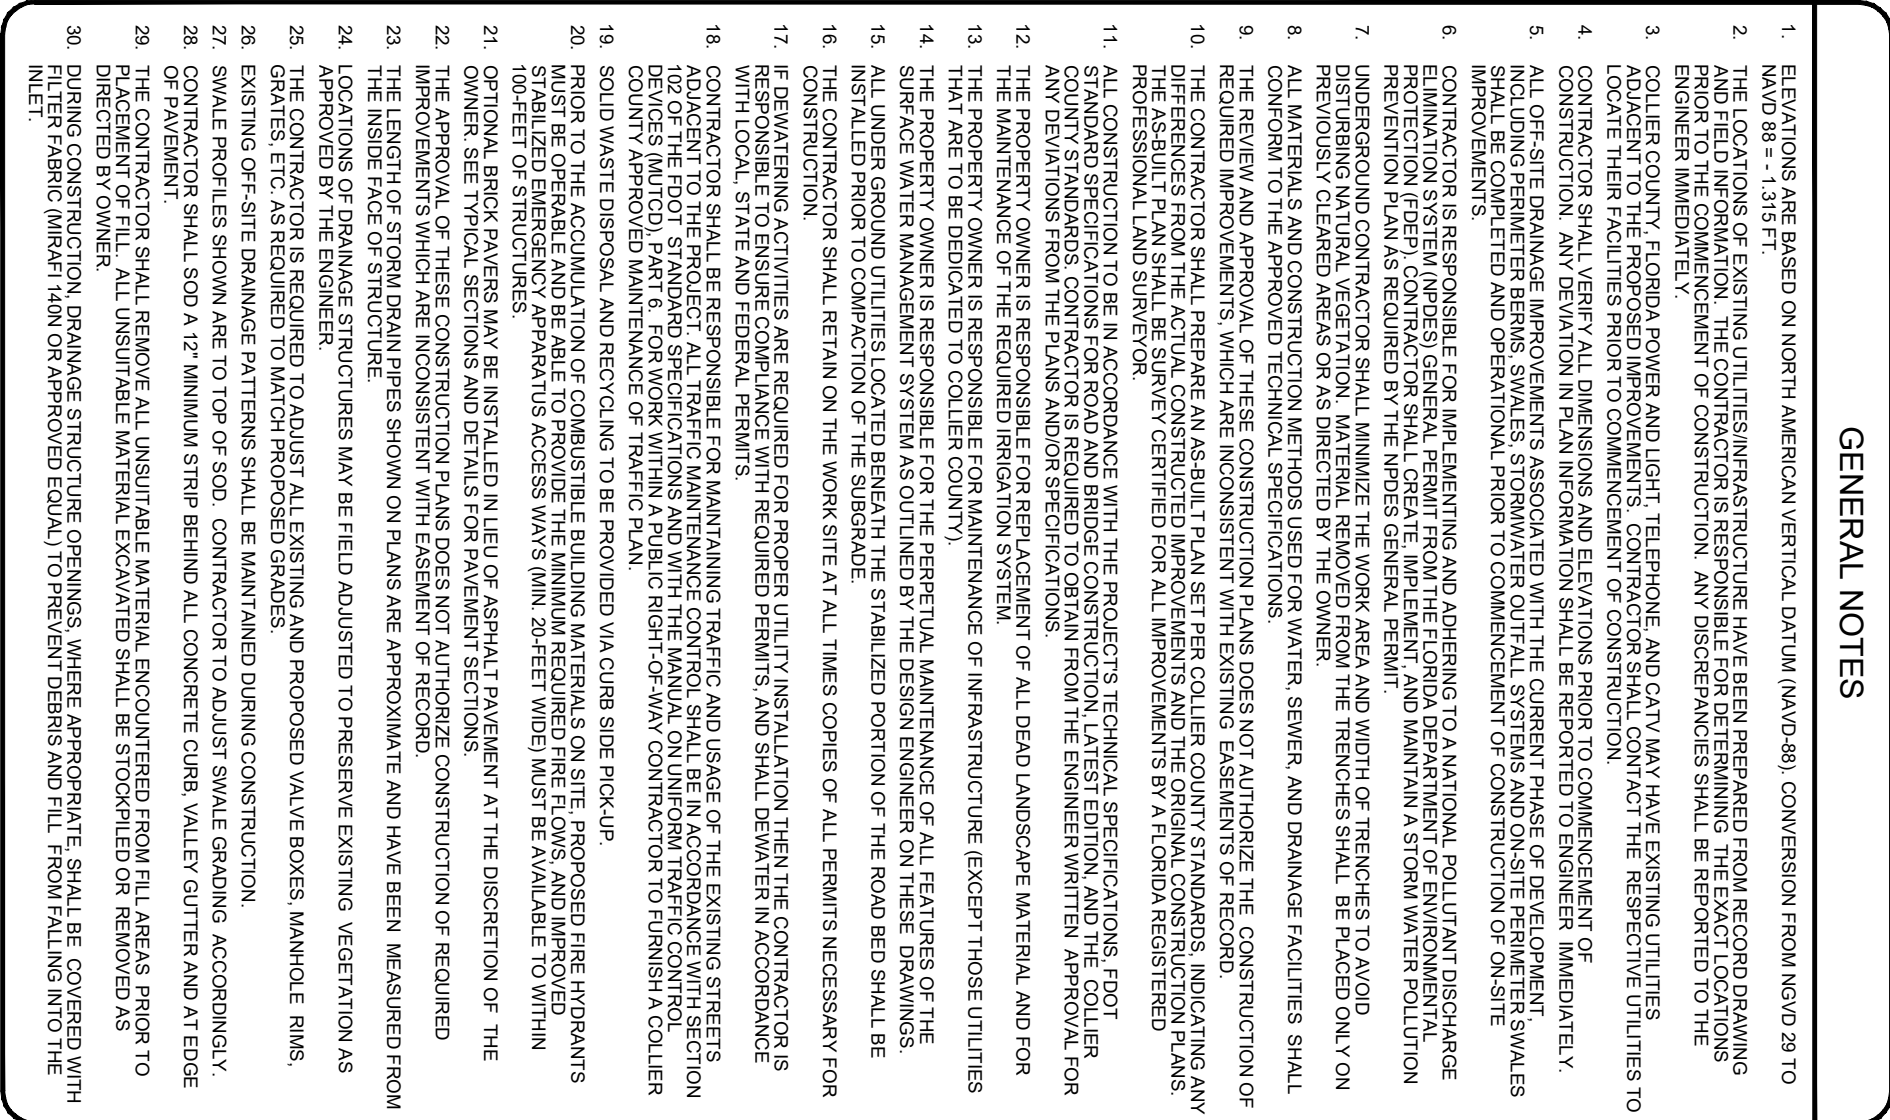 GENERAL NOTES
1. ELEVATIONS ARE BASED ON NORTH AMERICAN VERTICAL DATUM (NAVD-88). CONVERSION FROM NGVD 29 TO
NAVD 88 = - 1.315 FT.
2. THE LOCATIONS OF EXISTING UTILITIES/INFRASTRUCTURE HAVE BEEN PREPARED FROM RECORD DRAWING
AND FIELD INFORMATION. THE CONTRACTOR IS RESPONSIBLE FOR DETERMINING THE EXACT LOCATIONS
PRIOR TO THE COMMENCEMENT OF CONSTRUCTION. ANY DISCREPANCIES SHALL BE REPORTED TO THE
ENGINEER IMMEDIATELY.
3. COLLIER COUNTY, FLORIDA POWER AND LIGHT, TELEPHONE, AND CATV MAY HAVE EXISTING UTILITIES
ADJACENT TO THE PROPOSED IMPROVEMENTS. CONTRACTOR SHALL CONTACT THE RESPECTIVE UTILITIES TO
LOCATE THEIR FACILITIES PRIOR TO COMMENCEMENT OF CONSTRUCTION.
4. CONTRACTOR SHALL VERIFY ALL DIMENSIONS AND ELEVATIONS PRIOR TO COMMENCEMENT OF
CONSTRUCTION. ANY DEVIATION IN PLAN INFORMATION SHALL BE REPORTED TO ENGINEER IMMEDIATELY.
5. ALL OFF-SITE DRAINAGE IMPROVEMENTS ASSOCIATED WITH THE CURRENT PHASE OF DEVELOPMENT,
INCLUDING PERIMETER BERMS, SWALES, STORMWATER OUTFALL SYSTEMS AND ON-SITE PERIMETER SWALES
SHALL BE COMPLETED AND OPERATIONAL PRIOR TO COMMENCEMENT OF CONSTRUCTION OF ON-SITE
IMPROVEMENTS.
6. CONTRACTOR IS RESPONSIBLE FOR IMPLEMENTING AND ADHERING TO A NATIONAL POLLUTANT DISCHARGE
ELIMINATION SYSTEM (NPDES) GENERAL PERMIT FROM THE FLORIDA DEPARTMENT OF ENVIRONMENTAL
PROTECTION (FDEP). CONTRACTOR SHALL CREATE, IMPLEMENT, AND MAINTAIN A STORM WATER POLLUTION
PREVENTION PLAN AS REQUIRED BY THE NPDES GENERAL PERMIT.
7. UNDERGROUND CONTRACTOR SHALL MINIMIZE THE WORK AREA AND WIDTH OF TRENCHES TO AVOID
DISTURBING NATURAL VEGETATION. MATERIAL REMOVED FROM THE TRENCHES SHALL BE PLACED ONLY ON
PREVIOUSLY CLEARED AREAS OR AS DIRECTED BY THE OWNER.
8. ALL MATERIALS AND CONSTRUCTION METHODS USED FOR WATER, SEWER, AND DRAINAGE FACILITIES SHALL
CONFORM TO THE APPROVED TECHNICAL SPECIFICATIONS.
9. THE REVIEW AND APPROVAL OF THESE CONSTRUCTION PLANS DOES NOT AUTHORIZE THE CONSTRUCTION OF
REQUIRED IMPROVEMENTS, WHICH ARE INCONSISTENT WITH EXISTING EASEMENTS OF RECORD.
10. THE CONTRACTOR SHALL PREPARE AN AS-BUILT PLAN SET PER COLLIER COUNTY STANDARDS, INDICATING ANY
DIFFERENCES FROM THE ACTUAL CONSTRUCTED IMPROVEMENTS AND THE ORIGINAL CONSTRUCTION PLANS.
THE AS-BUILT PLAN SHALL BE SURVEY CERTIFIED FOR ALL IMPROVEMENTS BY A FLORIDA REGISTERED
PROFESSIONAL LAND SURVEYOR.
11. ALL CONSTRUCTION TO BE IN ACCORDANCE WITH THE PROJECT'S TECHNICAL SPECIFICATIONS, FDOT
STANDARD SPECIFICATIONS FOR ROAD AND BRIDGE CONSTRUCTION, LATEST EDITION, AND THE COLLIER
COUNTY STANDARDS. CONTRACTOR IS REQUIRED TO OBTAIN FROM THE ENGINEER WRITTEN APPROVAL FOR
ANY DEVIATIONS FROM THE PLANS AND/OR SPECIFICATIONS.
12. THE PROPERTY OWNER IS RESPONSIBLE FOR REPLACEMENT OF ALL DEAD LANDSCAPE MATERIAL AND FOR
THE MAINTENANCE OF THE REQUIRED IRRIGATION SYSTEM.
13. THE PROPERTY OWNER IS RESPONSIBLE FOR MAINTENANCE OF INFRASTRUCTURE (EXCEPT THOSE UTILITIES
THAT ARE TO BE DEDICATED TO COLLIER COUNTY).
14. THE PROPERTY OWNER IS RESPONSIBLE FOR THE PERPETUAL MAINTENANCE OF ALL FEATURES OF THE
SURFACE WATER MANAGEMENT SYSTEM AS OUTLINED BY THE DESIGN ENGINEER ON THESE DRAWINGS.
15. ALL UNDER GROUND UTILITIES LOCATED BENEATH THE STABILIZED PORTION OF THE ROAD BED SHALL BE
INSTALLED PRIOR TO COMPACTION OF THE SUBGRADE.
16. THE CONTRACTOR SHALL RETAIN ON THE WORK SITE AT ALL TIMES COPIES OF ALL PERMITS NECESSARY FOR
CONSTRUCTION.
17. IF DEWATERING ACTIVITIES ARE REQUIRED FOR PROPER UTILITY INSTALLATION THEN THE CONTRACTOR IS
RESPONSIBLE TO ENSURE COMPLIANCE WITH REQUIRED PERMITS, AND SHALL DEWATER IN ACCORDANCE
WITH LOCAL, STATE AND FEDERAL PERMITS.
18. CONTRACTOR SHALL BE RESPONSIBLE FOR MAINTAINING TRAFFIC AND USAGE OF THE EXISTING STREETS
ADJACENT TO THE PROJECT. ALL TRAFFIC MAINTENANCE CONTROL SHALL BE IN ACCORDANCE WITH SECTION
102 OF THE FDOT STANDARD SPECIFICATIONS AND WITH THE MANUAL ON UNIFORM TRAFFIC CONTROL
DEVICES (MUTCD), PART 6. FOR WORK WITHIN A PUBLIC RIGHT-OF-WAY CONTRACTOR TO FURNISH A COLLIER
COUNTY APPROVED MAINTENANCE OF TRAFFIC PLAN.
19. SOLID WASTE DISPOSAL AND RECYCLING TO BE PROVIDED VIA CURB SIDE PICK-UP.
20. PRIOR TO THE ACCUMULATION OF COMBUSTIBLE BUILDING MATERIALS ON SITE, PROPOSED FIRE HYDRANTS
MUST BE OPERABLE AND BE ABLE TO PROVIDE THE MINIMUM REQUIRED FIRE FLOWS, AND IMPROVED
STABILIZED EMERGENCY APPARATUS ACCESS WAYS (MIN. 20-FEET WIDE) MUST BE AVAILABLE TO WITHIN
100-FEET OF STRUCTURES.
21. OPTIONAL BRICK PAVERS MAY BE INSTALLED IN LIEU OF ASPHALT PAVEMENT AT THE DISCRETION OF THE
OWNER. SEE TYPICAL SECTIONS AND DETAILS FOR PAVEMENT SECTIONS.
22. THE APPROVAL OF THESE CONSTRUCTION PLANS DOES NOT AUTHORIZE CONSTRUCTION OF REQUIRED
IMPROVEMENTS WHICH ARE INCONSISTENT WITH EASEMENT OF RECORD.
23. THE LENGTH OF STORM DRAIN PIPES SHOWN ON PLANS ARE APPROXIMATE AND HAVE BEEN MEASURED FROM
THE INSIDE FACE OF STRUCTURE.
24. LOCATIONS OF DRAINAGE STRUCTURES MAY BE FIELD ADJUSTED TO PRESERVE EXISTING VEGETATION AS
APPROVED BY THE ENGINEER.
25. THE CONTRACTOR IS REQUIRED TO ADJUST ALL EXISTING AND PROPOSED VALVE BOXES, MANHOLE RIMS,
GRATES, ETC. AS REQUIRED TO MATCH PROPOSED GRADES.
26. EXISTING OFF-SITE DRAINAGE PATTERNS SHALL BE MAINTAINED DURING CONSTRUCTION.
27. SWALE PROFILES SHOWN ARE TO TOP OF SOD. CONTRACTOR TO ADJUST SWALE GRADING ACCORDINGLY.
28. CONTRACTOR SHALL SOD A 12" MINIMUM STRIP BEHIND ALL CONCRETE CURB, VALLEY GUTTER AND AT EDGE
OF PAVEMENT.
29. THE CONTRACTOR SHALL REMOVE ALL UNSUITABLE MATERIAL ENCOUNTERED FROM FILL AREAS PRIOR TO
PLACEMENT OF FILL. ALL UNSUITABLE MATERIAL EXCAVATED SHALL BE STOCKPILED OR REMOVED AS
DIRECTED BY OWNER.
30. DURING CONSTRUCTION, DRAINAGE STRUCTURE OPENINGS, WHERE APPROPRIATE, SHALL BE COVERED WITH
FILTER FABRIC (MIRAFI 140N OR APPROVED EQUAL) TO PREVENT DEBRIS AND FILL FROM FALLING INTO THE
INLET.